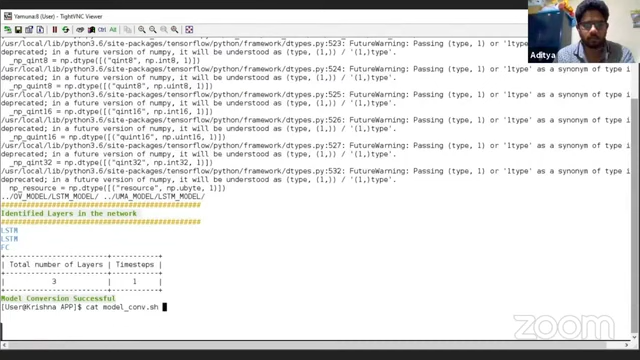 Yamuna:8 (User) - TightVNC Viewer
Ctrl Alt
/usr/local/lib/python3.6/site-packages/tensorflow/python/framework/dtypes.py:523: FutureWarning: Passing (type, 1) or '1type' as a synonym of type i
deprecated; in a future version of numpy, it will be understood as (type, (1,)) / '(1,)type'.
_np_qint8 = np.dtype([("qint8", np.int8, 1)])
/usr/local/lib/python3.6/site-packages/tensorflow/python/framework/dtypes.py:524: FutureWarning: Passing (type, 1) or '1type' as a synonym of type i
deprecated; in a future version of numpy, it will be understood as (type, (1,)) / '(1,)type'.
_np_quint8 = np.dtype([("quint8", np.uint8, 1)])
/usr/local/lib/python3.6/site-packages/tensorflow/python/framework/dtypes.py:525: FutureWarning: Passing (type, 1) or '1type' as a synonym of type i
deprecated; in a future version of numpy, it will be understood as (type, (1,)) / '(1,)type'.
_np_qint16 = np.dtype([("qint16", np.int16, 1)])
/usr/local/lib/python3.6/site-packages/tensorflow/python/framework/dtypes.py:526: FutureWarning: Passing (type, 1) or '1type' as a synonym of type i
deprecated; in a future version of numpy, it will be understood as (type, (1,)) / '(1,)type'.
_np_quint16 = np.dtype([("quint16", np.uint16, 1)])
/usr/local/lib/python3.6/site-packages/tensorflow/python/framework/dtypes.py:527: FutureWarning: Passing (type, 1) or '1type' as a synonym of type i
deprecated; in a future version of numpy, it will be understood as (type, (1,)) / '(1,)type'.
_np_qint32 = np.dtype([("qint32", np.int32, 1)])
/usr/local/lib/python3.6/site-packages/tensorflow/python/framework/dtypes.py:532: FutureWarning: Passing (type, 1) or '1type' as a synonym of type i
deprecated; in a future version of numpy, it will be understood as (type, (1,)) / '(1,)type'.
np_resource = np.dtype([("resource", np.ubyte, 1)])
../OV_MODEL/LSTM_MODEL/ ../UMA_MODEL/LSTM_MODEL/
Identified Layers in the network
LSTM
LSTM
FC
| Total number of Layers | Timesteps |
| 3 | 1 |
Model Conversion Successful
[User@Krishna APP]$ cat model_conv.sh
Aditya
zoom